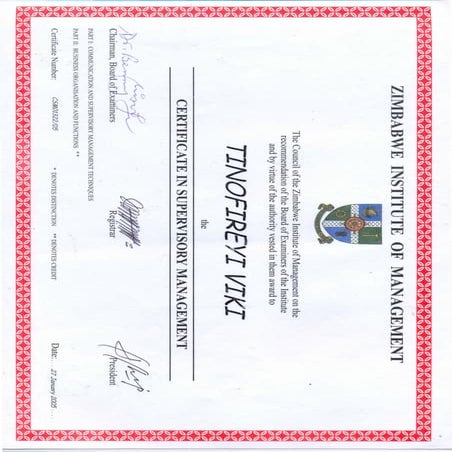 ZIMBABWE INSTITUTE OF MANAGEMENT
The Council of the Zimbabwe Institute of Management on the
recommendation of the Board of Examiners of the Institute
and by virtue of the authority vested in them award to
TINOFIREYI VIKI
the
CERTIFICATE IN SUPERVISORY MANAGEMENT
Chairman, Board of Examiners
Registrar
President
PART I: COMMUNICATION AND SUPERVISORY MANAGEMENT TECHNIQUES
PART II: BUSINESS ORGANISATION AND FUNCTIONS **
Certificate Number:
* DENOTES DISTINCTION
** DENOTES CREDIT
Date:
27 January 2005